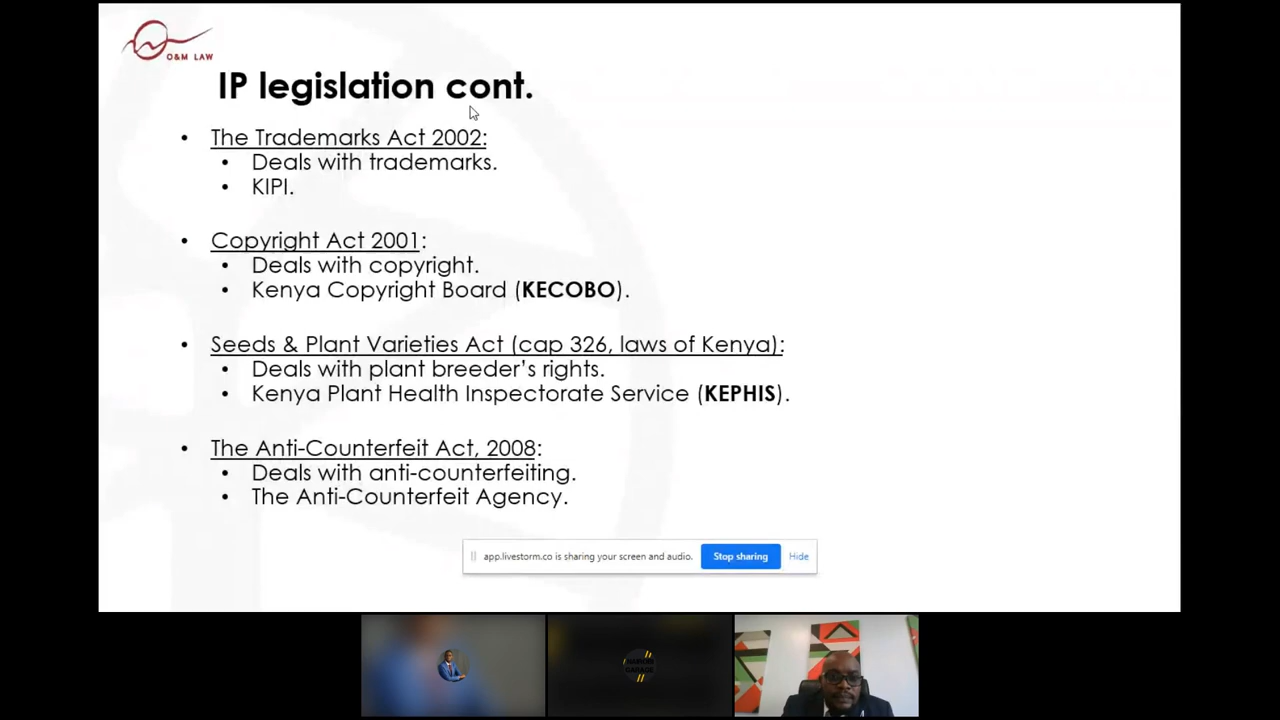 O&M LAW
IP legislation cont.
• The Trademarks Act 2002:
• Deals with trademarks.
• KIPI.
• Copyright Act 2001:
• Deals with copyright.
• Kenya Copyright Board (KECOBO).
• Seeds & Plant Varieties Act (cap 326, laws of Kenya):
• Deals with plant breeder's rights.
• Kenya Plant Health Inspectorate Service (KEPHIS).
• The Anti-Counterfeit Act, 2008:
• Deals with anti-counterfeiting.
• The Anti-Counterfeit Agency.
app.livestorm.co is sharing your screen and audio.
Stop sharing
Hide